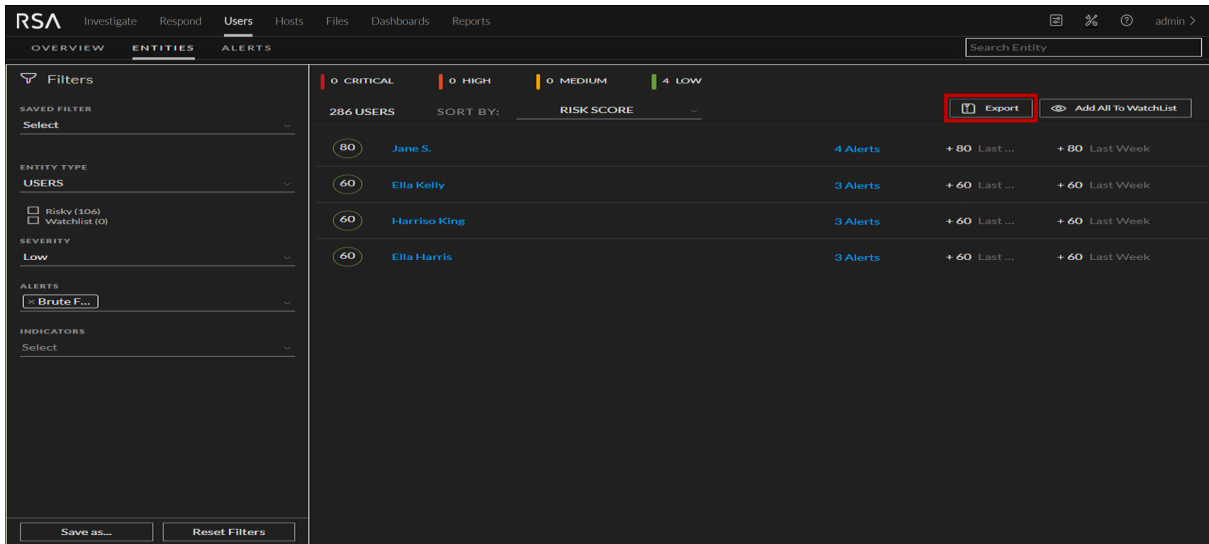 RSA Investigate Respond Users Hosts Files Dashboards Reports admin >
OVERVIEW ENTITIES ALERTS Search Entity
Filters
SAVED FILTER
Select
ENTITY TYPE
USERS
Risky (106)
Watchlist (0)
SEVERITY
Low
ALERTS
× Brute F...
INDICATORS
Select
Save as... Reset Filters
0 CRITICAL 0 HIGH 0 MEDIUM 4 LOW
286 USERS SORT BY: RISK SCORE Export Add All To WatchList
80 Jane S. 4 Alerts + 80 Last ... + 80 Last Week
60 Ella Kelly 3 Alerts + 60 Last ... + 60 Last Week
60 Harriso King 3 Alerts + 60 Last ... + 60 Last Week
60 Ella Harris 3 Alerts + 60 Last ... + 60 Last Week